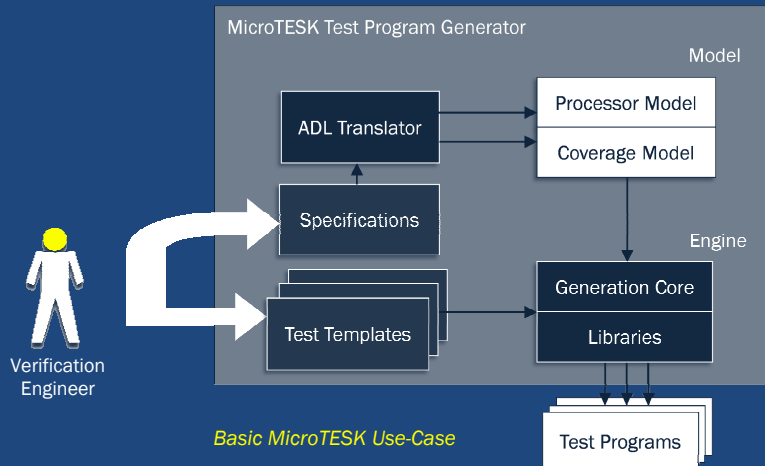 MicroTESK Test Program Generator
Model
Processor Model
ADL Translator
Coverage Model
Specifications
Engine
Generation Core
Test Templates
Libraries
Verification
Engineer
Basic MicroTESK Use-Case
Test Programs